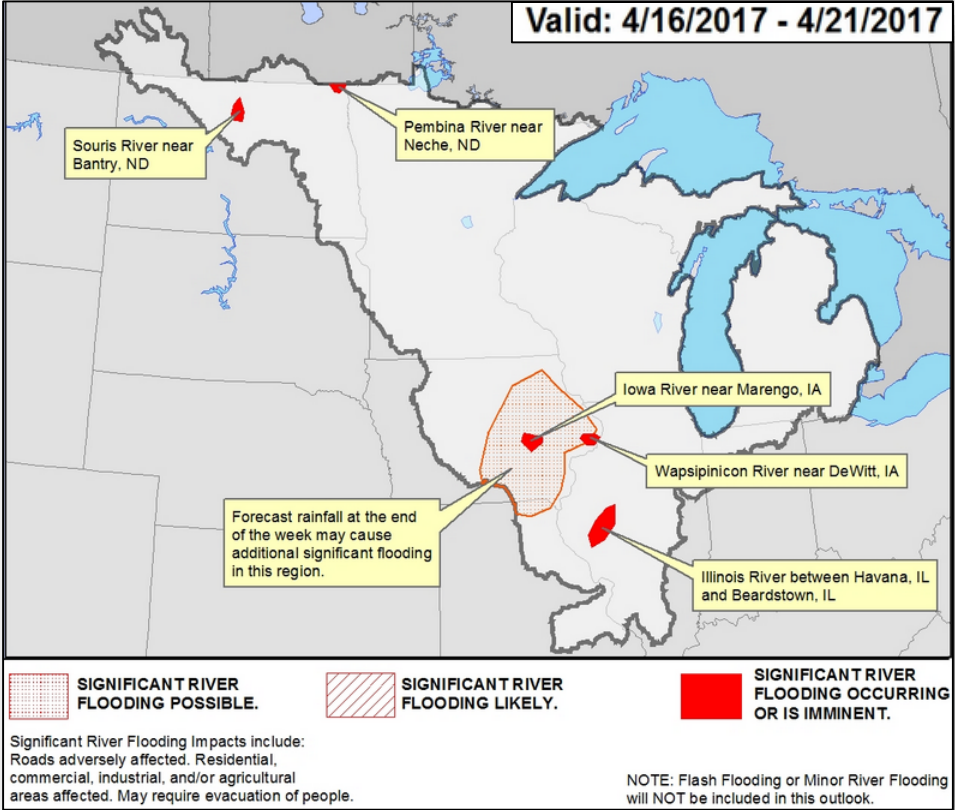 Valid: 4/16/2017 - 4/21/2017
Souris River near
Bantry, ND
Pembina River near
Neche, ND
Iowa River near Marengo, IA
Wapsipinicon River near DeWitt, IA
Forecast rainfall at the end
of the week may cause
additional significant flooding
in this region.
Illinois River between Havana, IL
and Beardstown, IL
SIGNIFICANT RIVER
FLOODING POSSIBLE.
SIGNIFICANT RIVER
FLOODING LIKELY.
SIGNIFICANT RIVER
FLOODING OCCURRING
OR IS IMMINENT.
Significant River Flooding Impacts include:
Roads adversely affected. Residential,
commercial, industrial, and/or agricultural
areas affected. May require evacuation of people.
NOTE: Flash Flooding or Minor River Flooding
will NOT be included in this outlook.